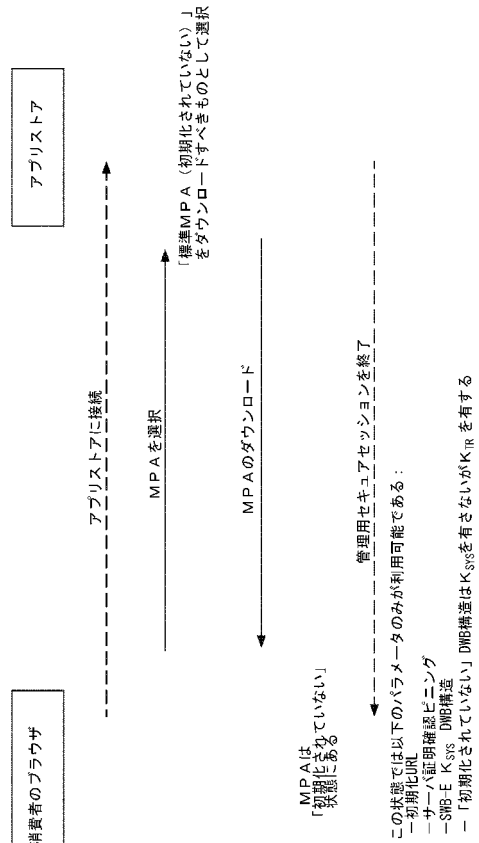 消費者のブラウザ
アプリストア
アプリストアに接続
MPAを選択
「標準MPA(初期化されていない)」
をダウンロードすべきものとして選択
MPAのダウンロード
MPAは
「初期化されていない」
状態にある
管理用セキュアセッションを終了
この状態では以下のパラメータのみが利用可能である:
-初期化URL
-サーバ証明確認ピニング
-SWB-E KSYS DWB構造
-「初期化されていない」DWB構造はKSYSを有さないがKTRを有する